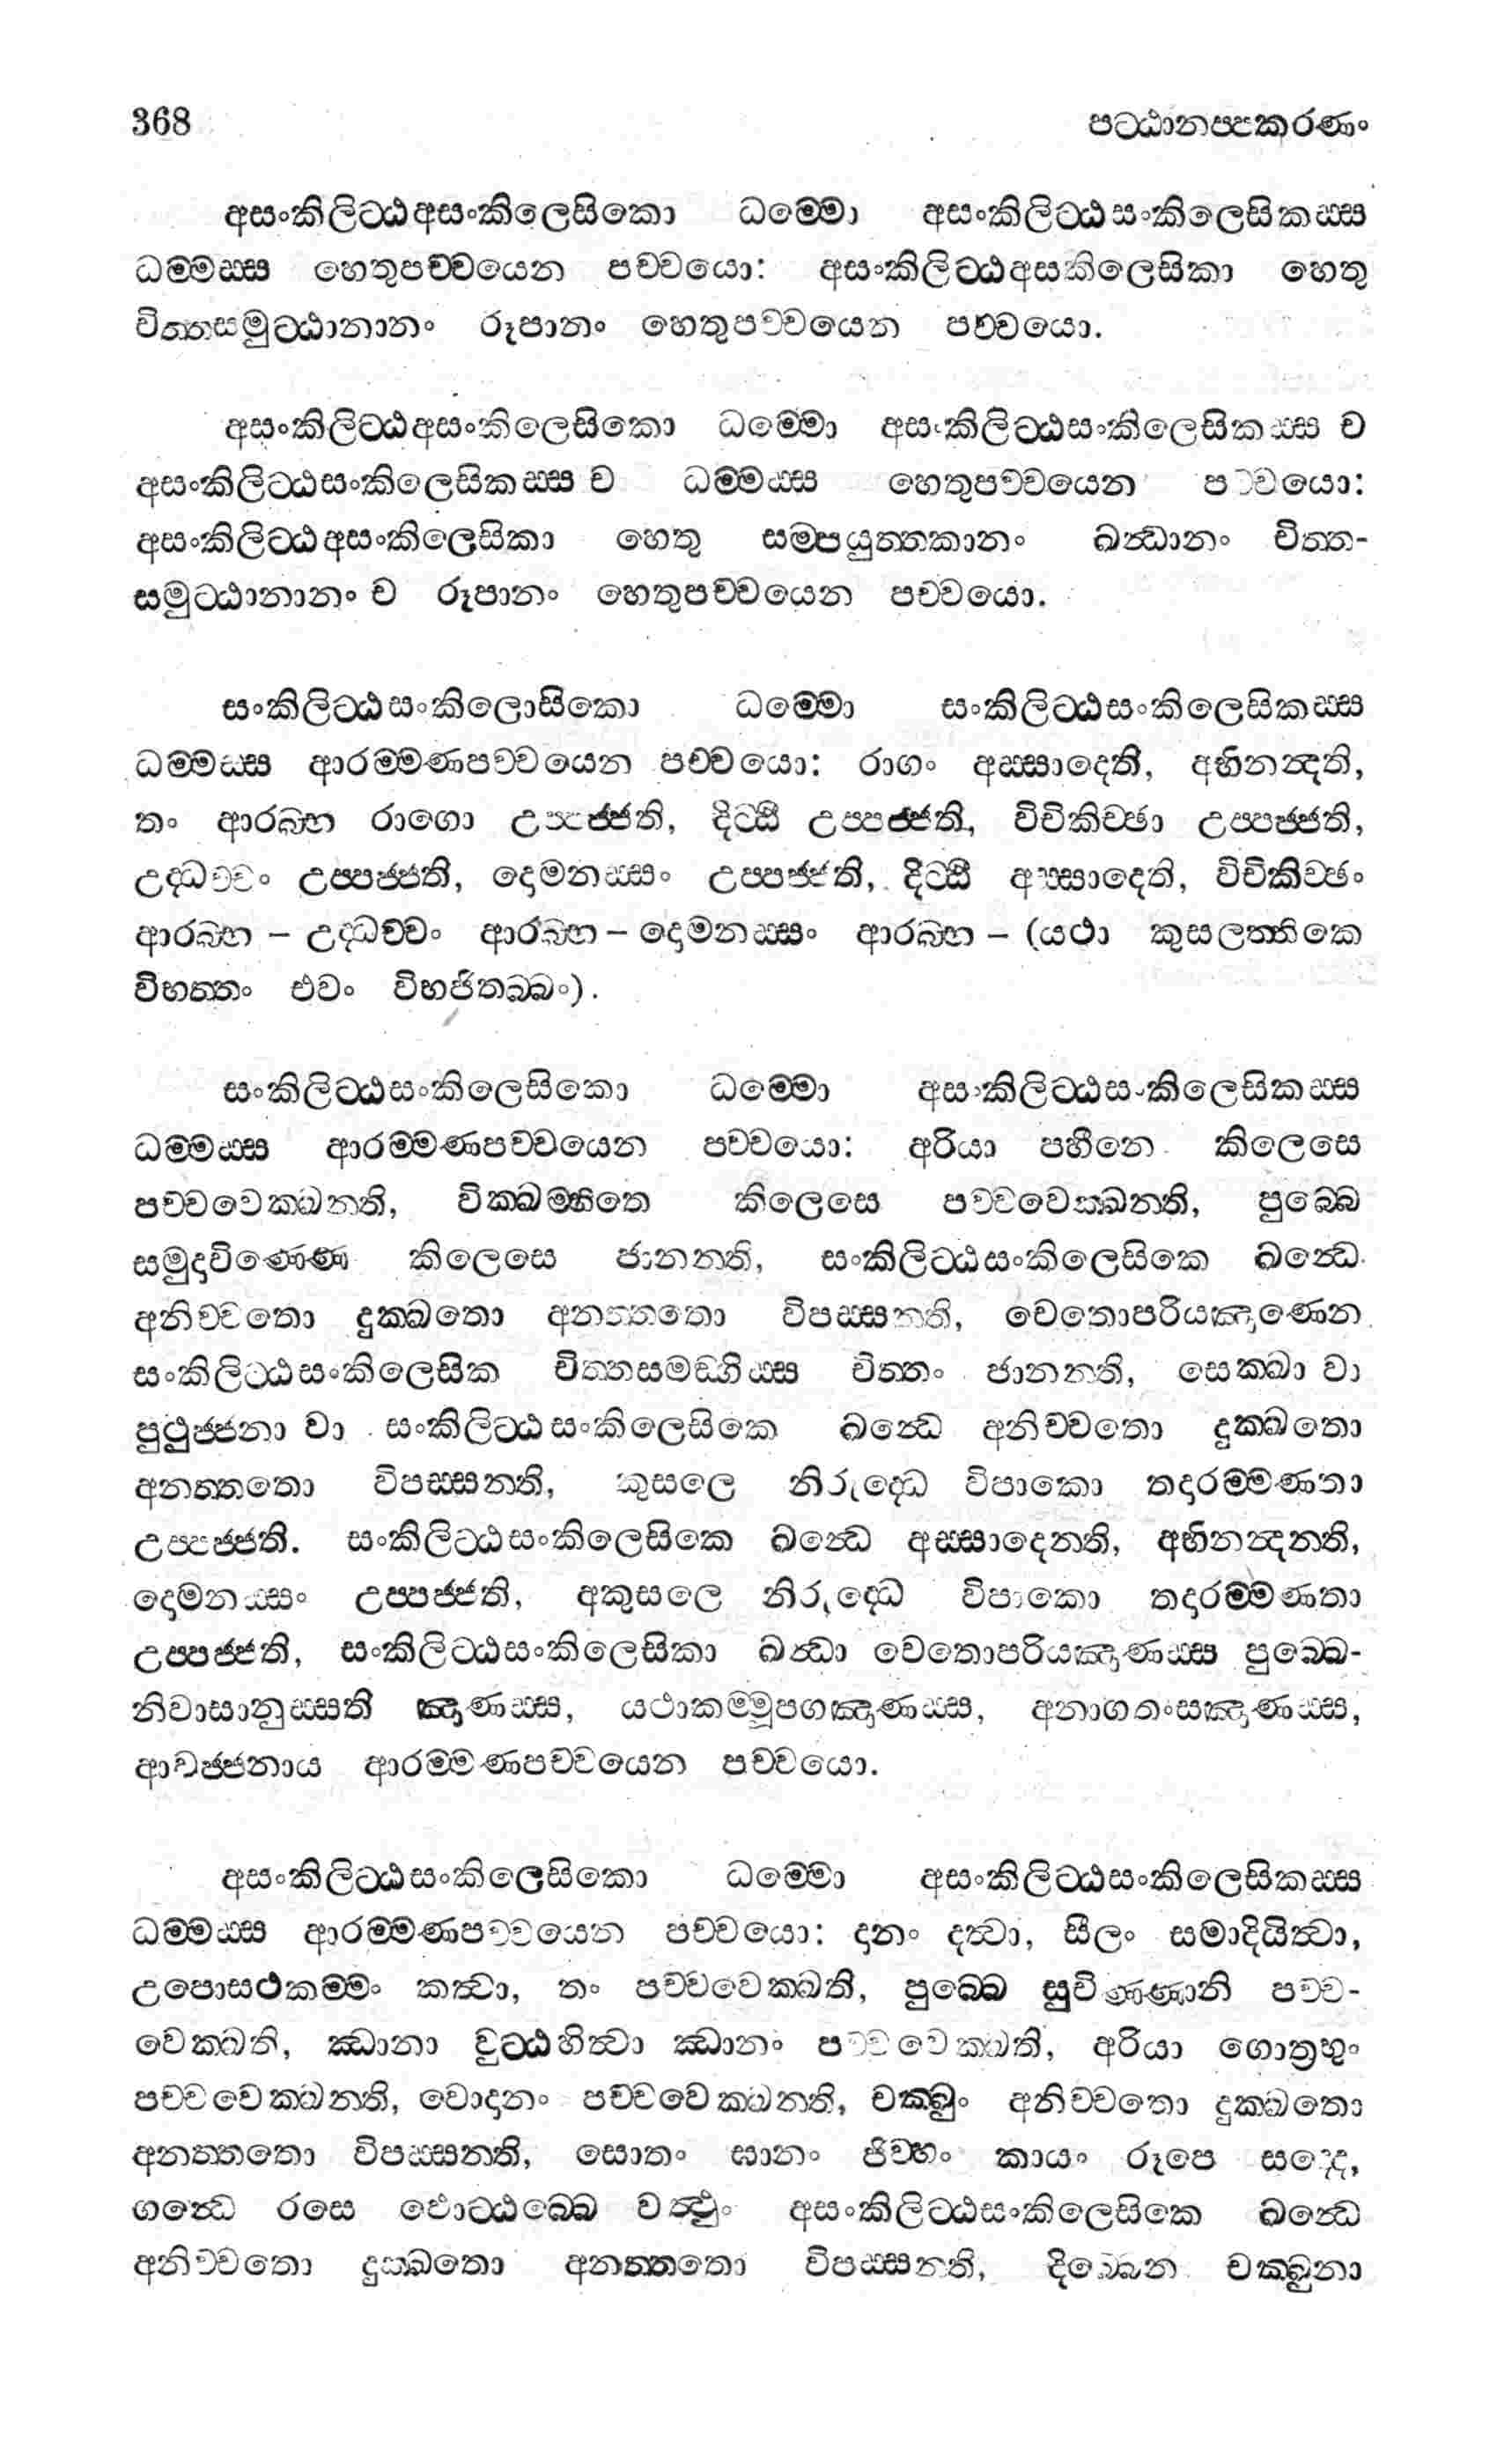 368 පට්ඨානප්පකරණං
අසංකිලිට්ඨඅසංකිලෙසිකො ධම්මො අසංකිලිට්ඨසංකිලෙසිකස්ස
ධම්මස්ස හෙතුපච්චයෙන පච්චයො: අසංකිලිට්ඨඅසකිලෙසිකා හෙතු
චිත්තසමුට්ඨානානං රූපානං හෙතුපච්චයෙන පච්චයො.
අසංකිලිට්ඨඅසංකිලෙසිකො ධම්මො අසංකිලිට්ඨසංකිලෙසිකස්ස ච
අසංකිලිට්ඨසංකිලෙසිකස්ස ච ධම්මස්ස හෙතුපච්චයෙන පච්චයො:
අසංකිලිට්ඨඅසංකිලෙසිකා හෙතු සම්පයුත්තකානං ඛන්ධානං චිත්ත-
සමුට්ඨානානං ච රූපානං හෙතුපච්චයෙන පච්චයො.
සංකිලිට්ඨසංකිලොසිකො ධම්මො සංකිලිට්ඨසංකිලෙසිකස්ස
ධම්මස්ස ආරම්මණපච්චයෙන පච්චයො: රාගං අස්සාදෙති, අභිනන්දති,
තං ආරබ්භ රාගො උප්පජ්ජති, දිට්ඨි උප්පජ්ජති, විචිකිච්ඡා උප්පජ්ජති,
උද්ධච්චං උප්පජ්ජති, දොමනස්සං උප්පජ්ජති, දිට්ඨි අස්සාදෙති, විචිකිච්ඡං
ආරබ්භ – උද්ධච්චං ආරබ්භ – දොමනස්සං ආරබ්භ – (යථා කුසලත්තිකෙ
විභත්තං එවං විභජිතබ්බං).
සංකිලිට්ඨසංකිලෙසිකො ධම්මො අසංකිලිට්ඨසංකිලෙසිකස්ස
ධම්මස්ස ආරම්මණපච්චයෙන පච්චයො: අරියා පහීනෙ කිලෙසෙ
පච්චවෙක්ඛන්ති, වික්ඛම්භිතෙ කිලෙසෙ පච්චවෙක්ඛන්ති, පුබ්බෙ
සමුදාචිණ්ණෙ කිලෙසෙ ජානන්ති, සංකිලිට්ඨසංකිලෙසිකෙ ඛන්ධෙ
අනිච්චතො දුක්ඛතො අනත්තතො විපස්සන්ති, චෙතොපරියඤාණෙන
සංකිලිට්ඨසංකිලෙසික චිත්තසමඞ්ගිස්ස චිත්තං ජානන්ති, සෙක්ඛා වා
පුථුජ්ජනා වා සංකිලිට්ඨසංකිලෙසිකෙ ඛන්ධෙ අනිච්චතො දුක්ඛතො
අනත්තතො විපස්සන්ති, කුසලෙ නිරුද්ධෙ විපාකො තදාරම්මණතා
උප්පජ්ජති. සංකිලිට්ඨසංකිලෙසිකෙ ඛන්ධෙ අස්සාදෙන්ති, අභිනන්දන්ති,
දොමනස්සං උප්පජ්ජති, අකුසලෙ නිරුද්ධෙ විපාකො තදාරම්මණතා
උප්පජ්ජති, සංකිලිට්ඨසංකිලෙසිකා ඛන්ධා චෙතොපරියඤාණස්ස පුබ්බෙ-
නිවාසානුස්සති ඤාණස්ස, යථාකම්මූපගඤාණස්ස, අනාගතංසඤාණස්ස,
ආවජ්ජනාය ආරම්මණපච්චයෙන පච්චයො.
අසංකිලිට්ඨසංකිලෙසිකො ධම්මො අසංකිලිට්ඨසංකිලෙසිකස්ස
ධම්මස්ස ආරම්මණපච්චයෙන පච්චයො: දානං දත්වා, සීලං සමාදියිත්වා,
උපොසථකම්මං කත්වා, තං පච්චවෙක්ඛති, පුබ්බෙ සුචිණ්ණානි පච්ච-
වෙක්ඛති, ඣානා වුට්ඨහිත්වා ඣානං පච්චවෙක්ඛති, අරියා ගොත්‍රභුං
පච්චවෙක්ඛන්ති, වොදානං පච්චවෙක්ඛන්ති, චක්ඛුං අනිච්චතො දුක්ඛතො
අනත්තතො විපස්සන්ති, සොතං ඝානං ජිව්හං කායං රූපෙ සද්දෙ,
ගන්ධෙ රසෙ ඵොට්ඨබ්බෙ වත්ථුං අසංකිලිට්ඨසංකිලෙසිකෙ ඛන්ධෙ
අනිච්චතො දුක්ඛතො අනත්තතො විපස්සන්ති, දිබ්බෙන චක්ඛුනා